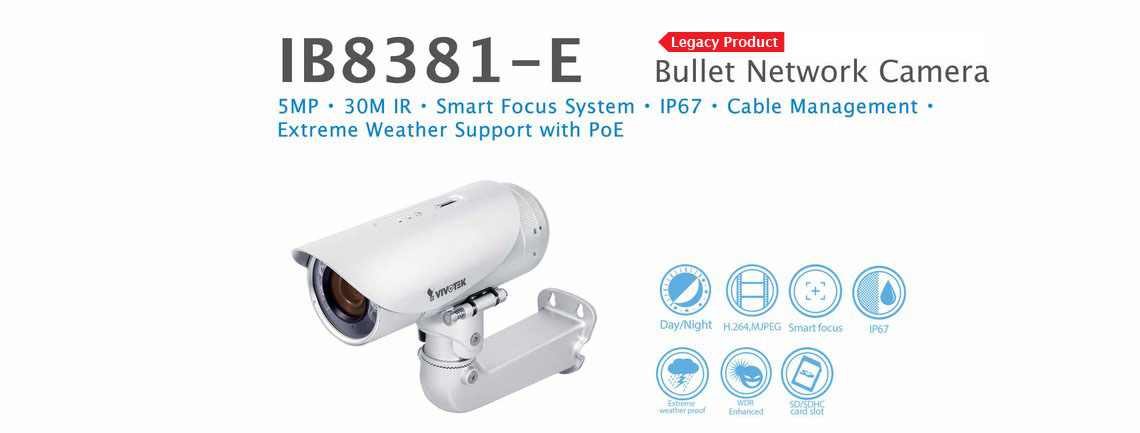 IB8381-E
Legacy Product
Bullet Network Camera
5MP • 30M IR • Smart Focus System • IP67 • Cable Management •
Extreme Weather Support with PoE
VIVOTEK
Day/Night
H.264,MJPEG
Smart focus
IP67
Extreme
weather proof
WDR
Enhanced
SD/SDHC
card slot